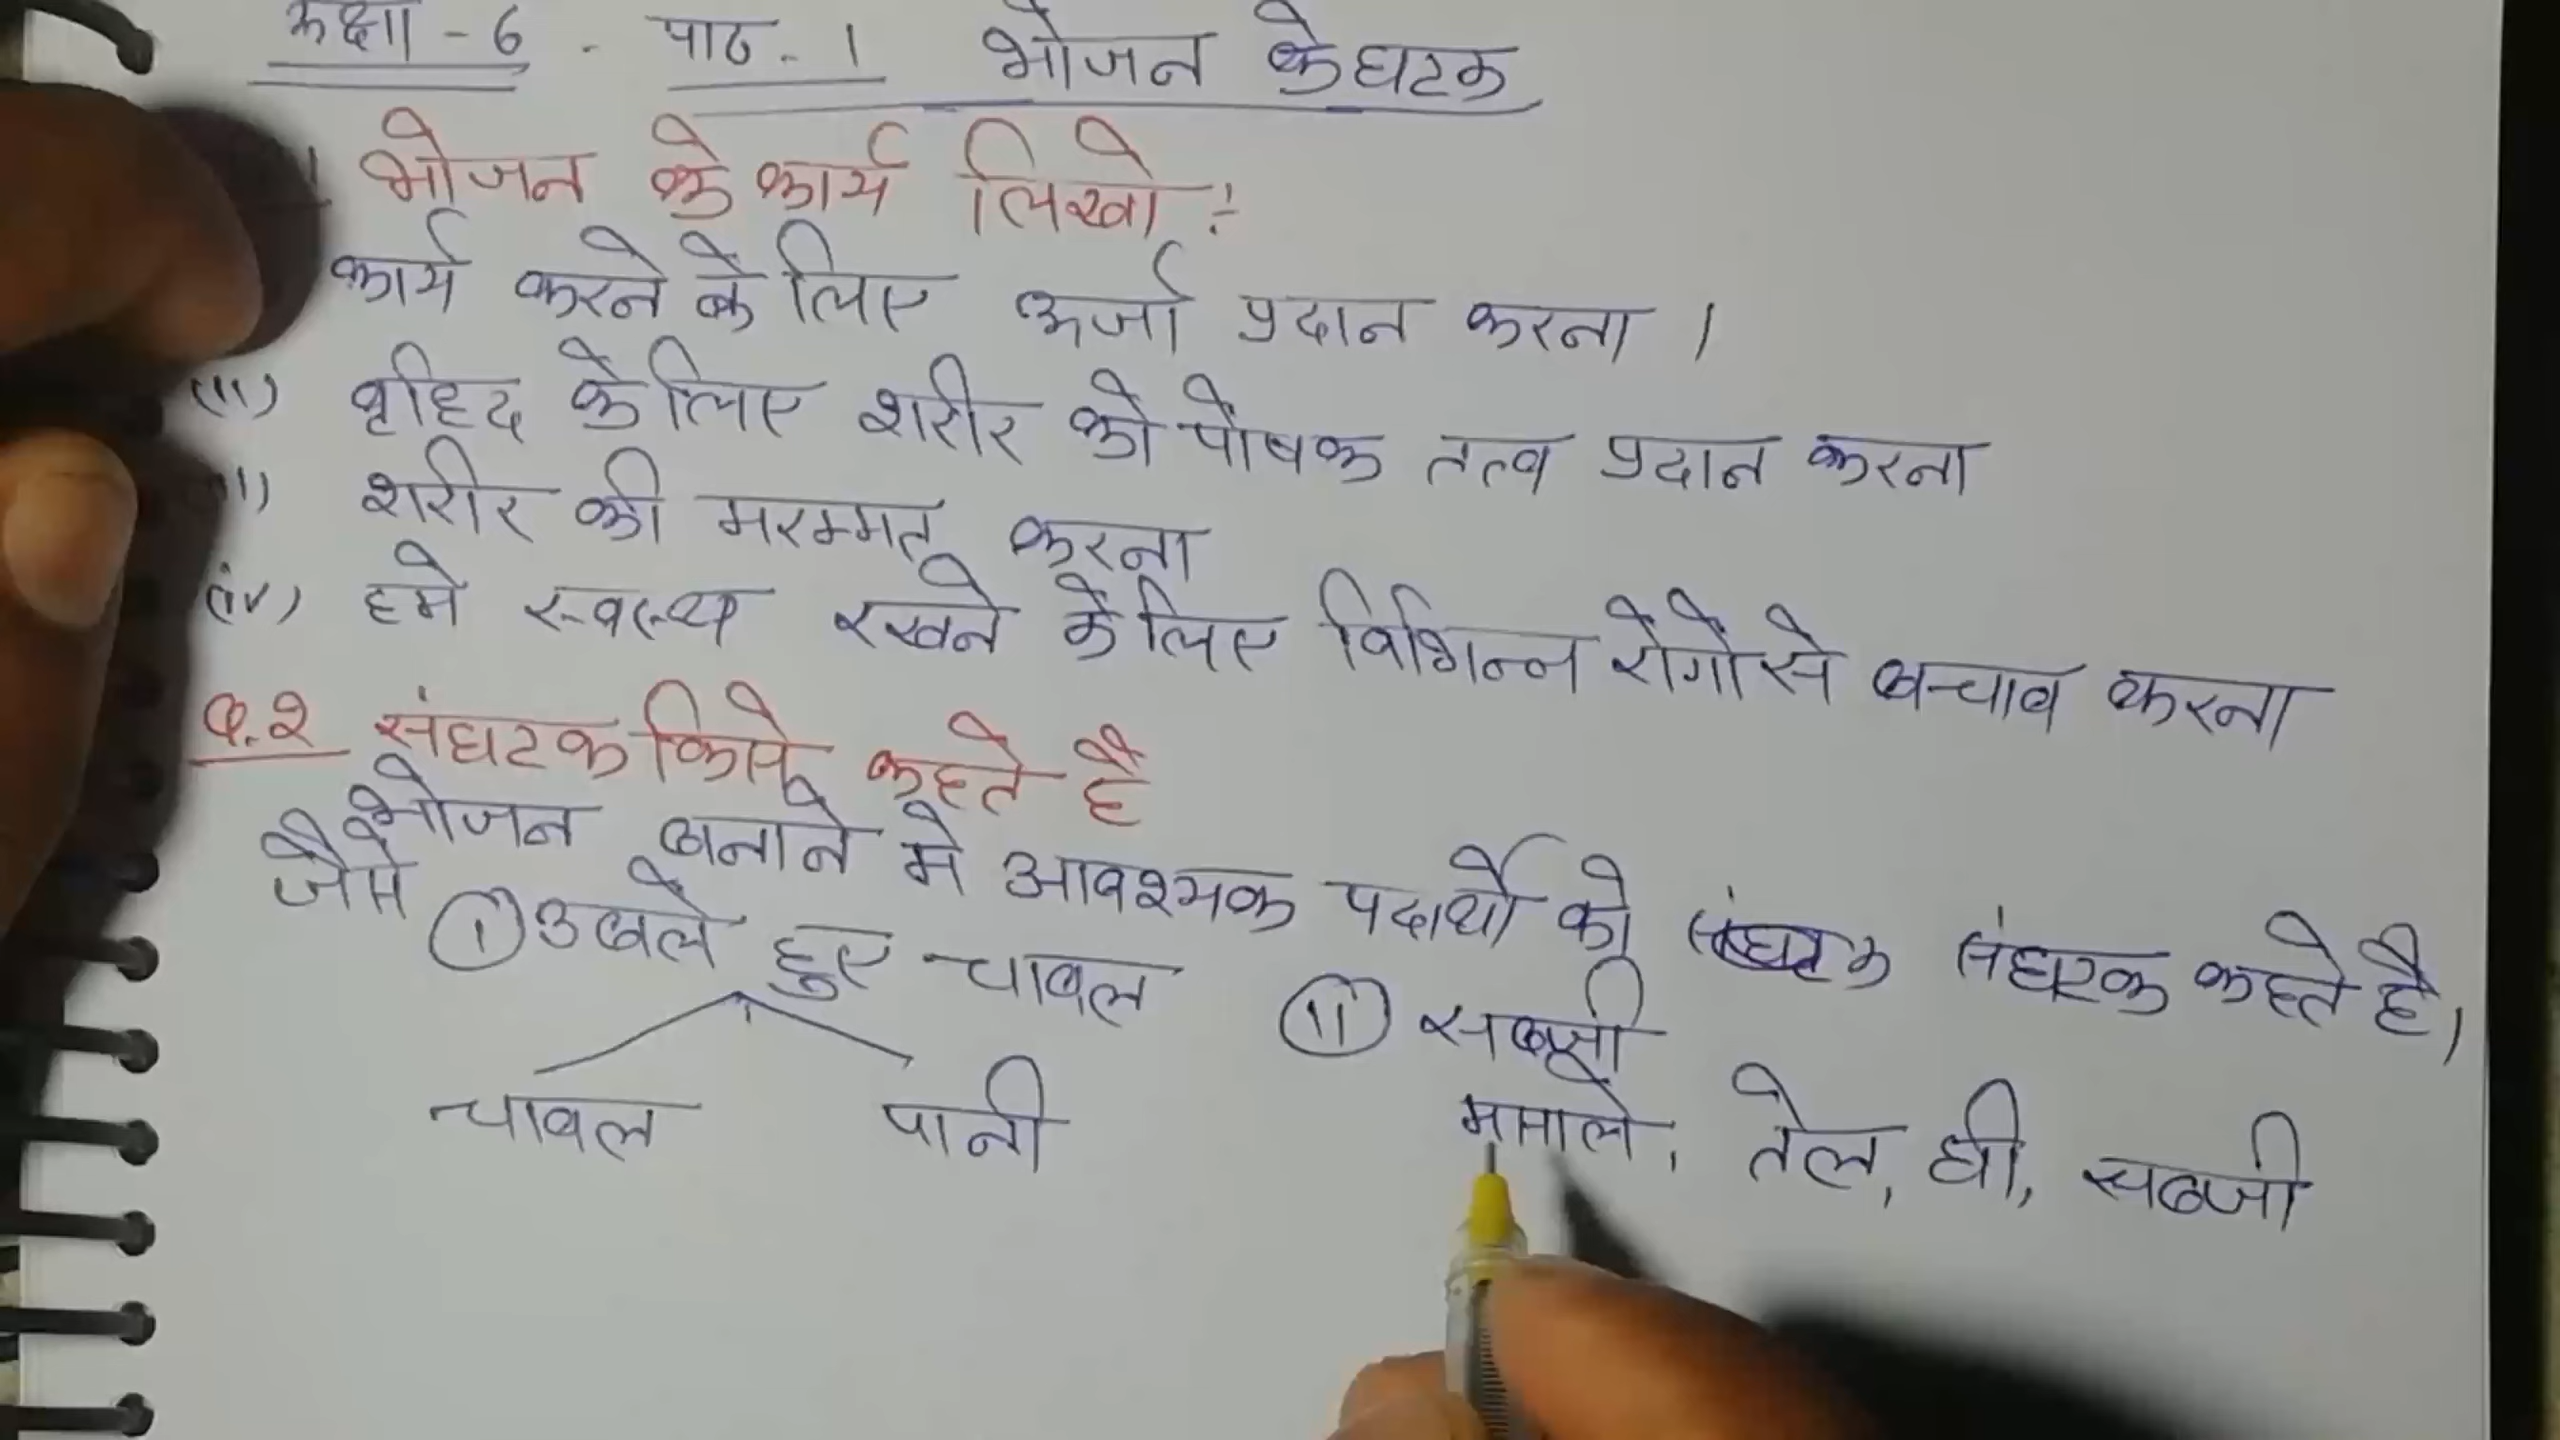 कक्षा - 6 - पाठ - 1 भोजन के घटक
भोजन के कार्य लिखो :
कार्य करने के लिए ऊर्जा प्रदान करना ।
(ii) वृद्दि के लिए शरीर को पोषक तत्व प्रदान करना
शरीर की मरम्मत करना
(iv) हमे स्वस्थ रखने के लिए विभिन्न रोगों से बचाव करना
Q.2 संघटक किसे कहते है
भोजन बनाने मे आवश्यक पदार्थों को संघटक कहते है।
जैसे (i) उबले हुए चावल (ii) सब्जी
चावल पानी मसाले, तेल, घी, सब्जी